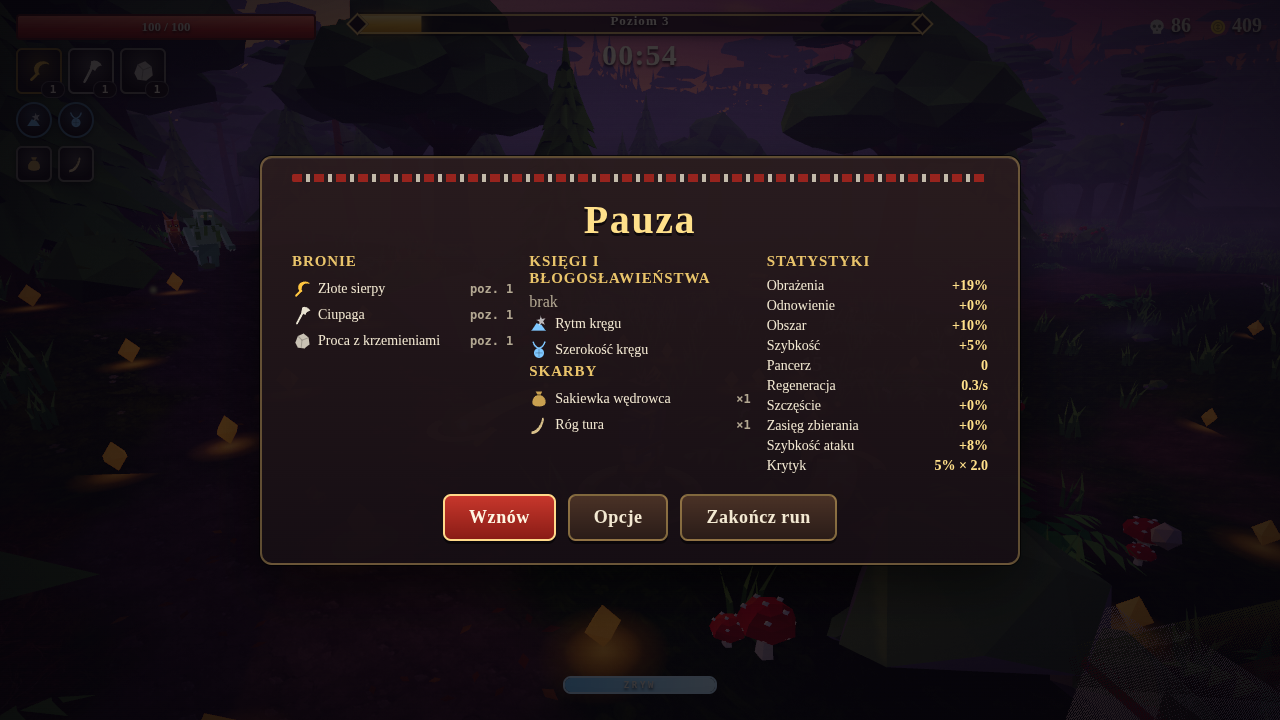 100 / 100
Poziom 3
86
409
00:54
1
1
1
Pauza
BRONIE
Złote sierpy poz. 1
Ciupaga poz. 1
Proca z krzemieniami poz. 1
KSIĘGI I
BŁOGOSŁAWIEŃSTWA
brak
Rytm kręgu
Szerokość kręgu
SKARBY
Sakiewka wędrowca ×1
Róg tura ×1
STATYSTYKI
Obrażenia +19%
Odnowienie +0%
Obszar +10%
Szybkość +5%
Pancerz 0
Regeneracja 0.3/s
Szczęście +0%
Zasięg zbierania +0%
Szybkość ataku +8%
Krytyk 5% × 2.0
Wznów
Opcje
Zakończ run